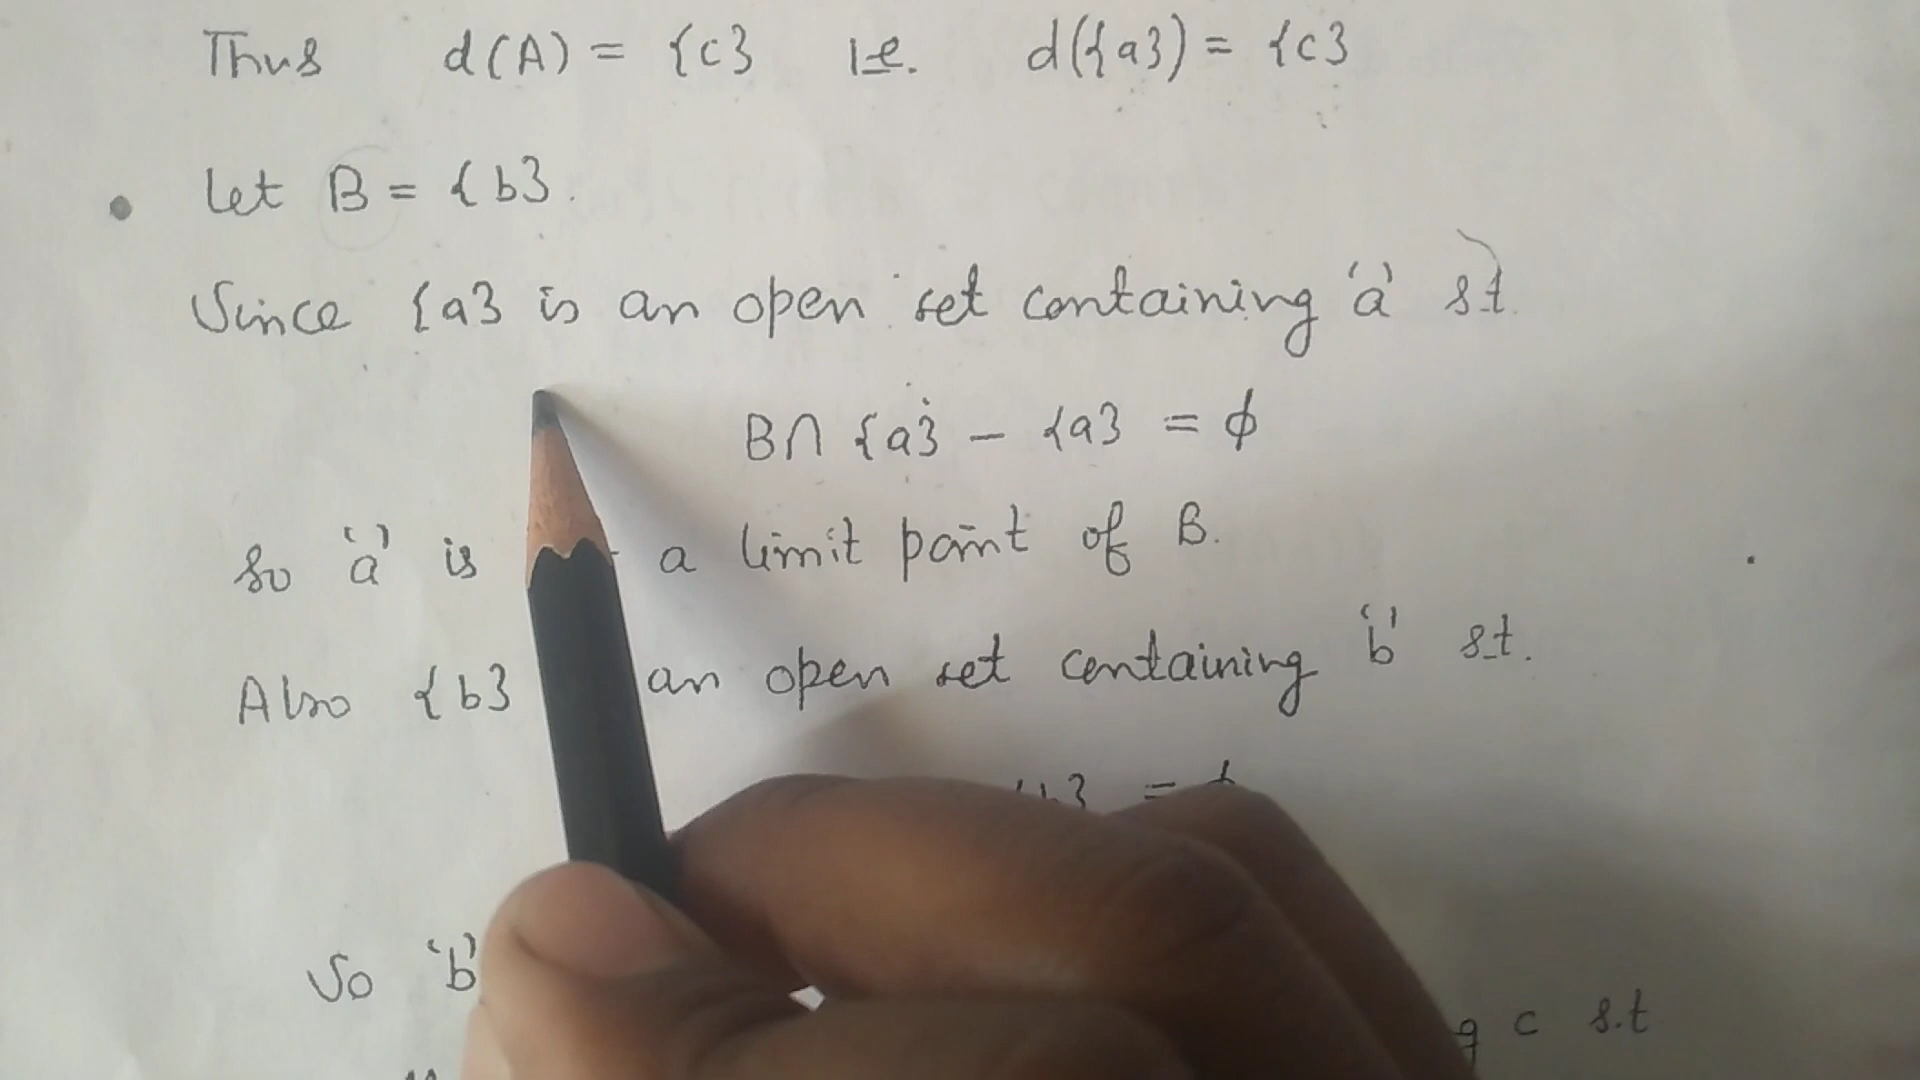 Thus d(A) = {c} i.e. d({a}) = {c}
• Let B = {b}.
Since {a} is an open set containing 'a' s.t.
B∩ {a} – {a} = ϕ
So 'a' is a limit point of B.
Also {b} an open set containing 'b' s.t.
b} = ϕ
So 'b'
g c s.t